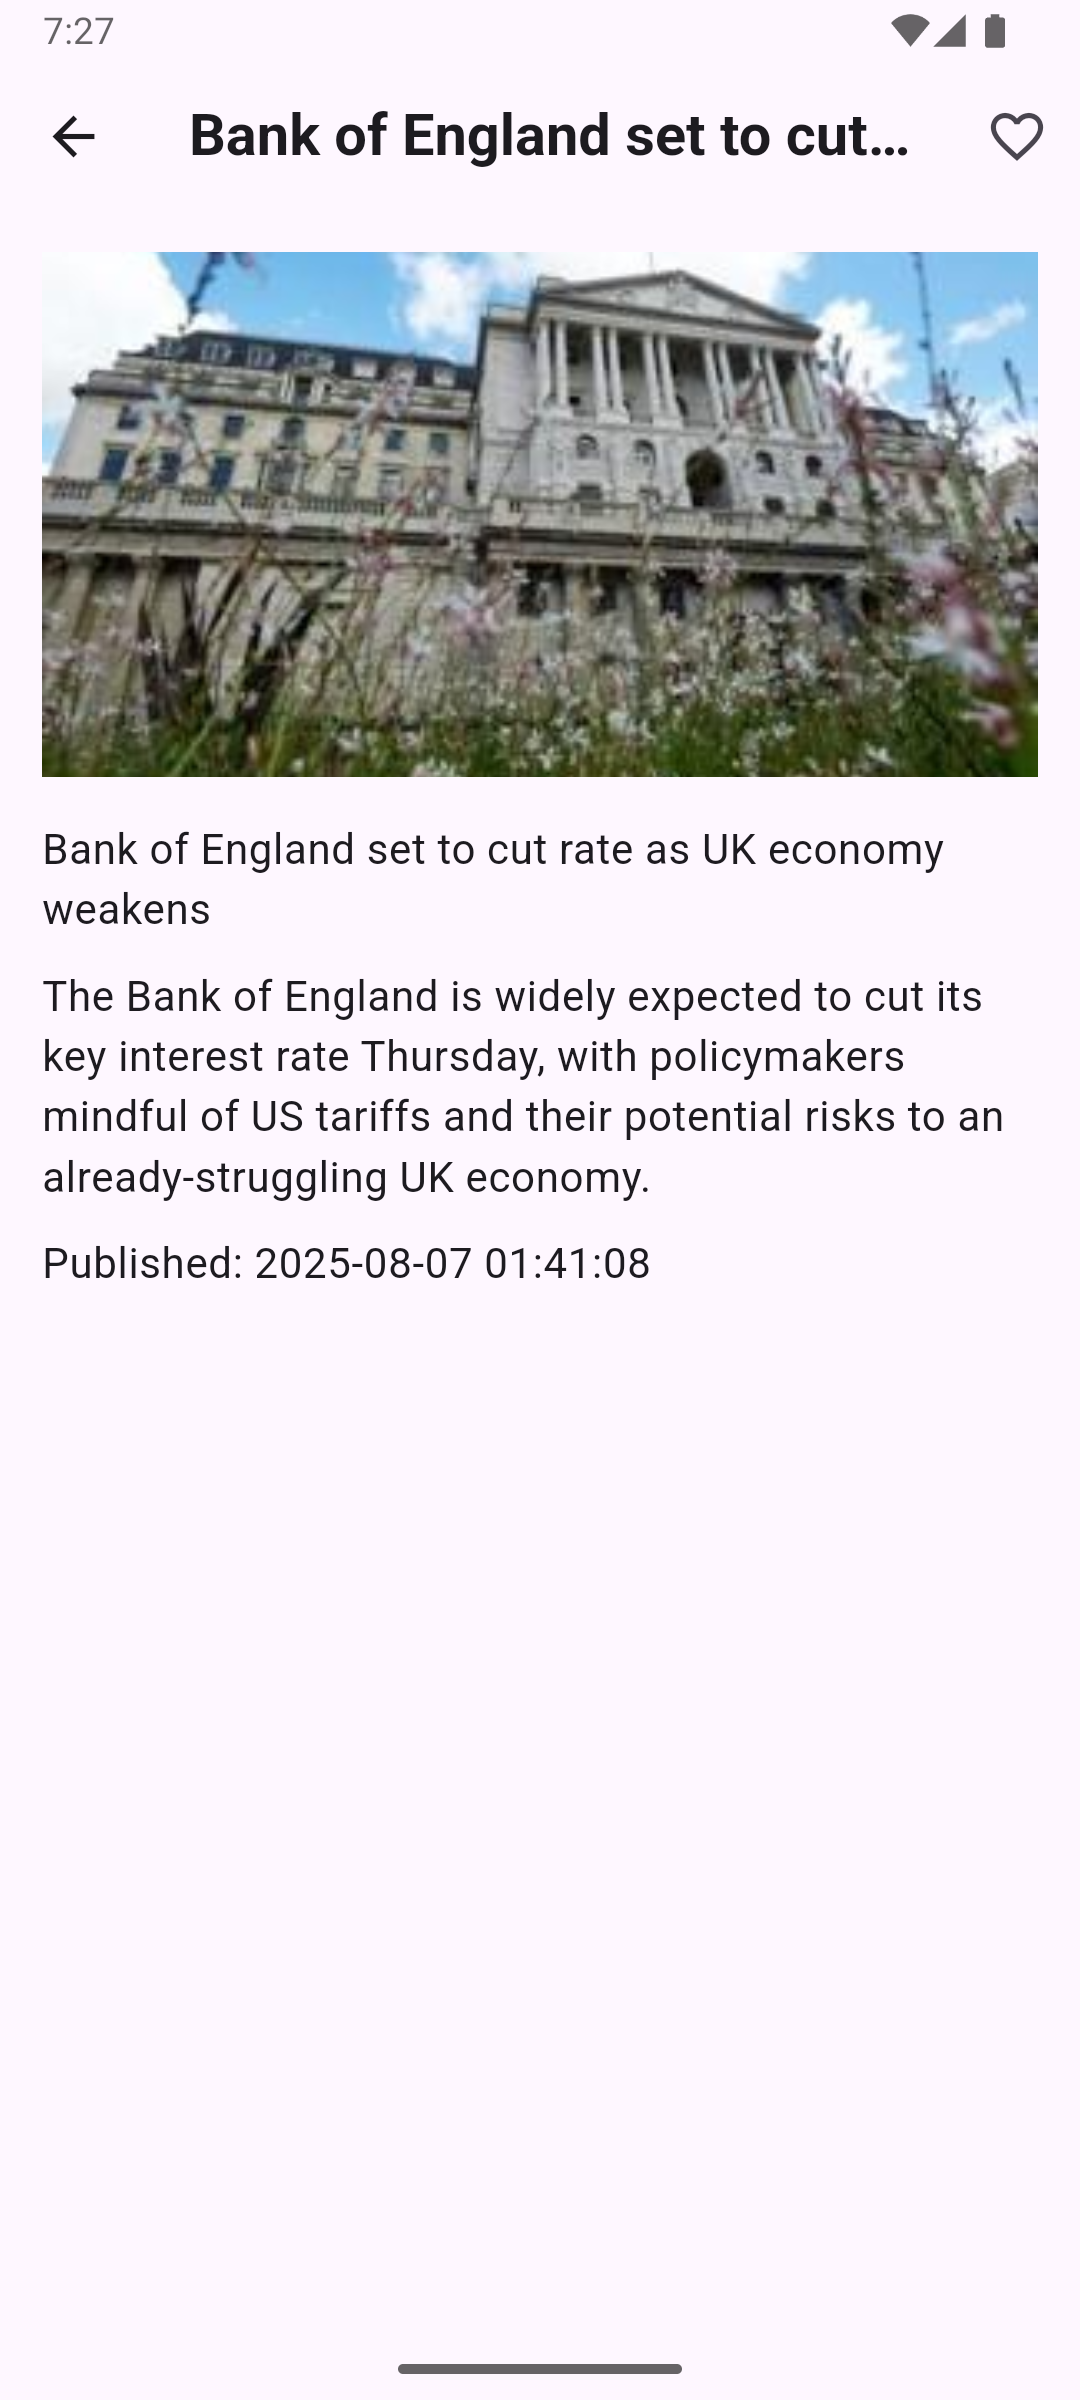 7:27
Bank of England set to cut…
Bank of England set to cut rate as UK economy
weakens
The Bank of England is widely expected to cut its
key interest rate Thursday, with policymakers
mindful of US tariffs and their potential risks to an
already-struggling UK economy.
Published: 2025-08-07 01:41:08